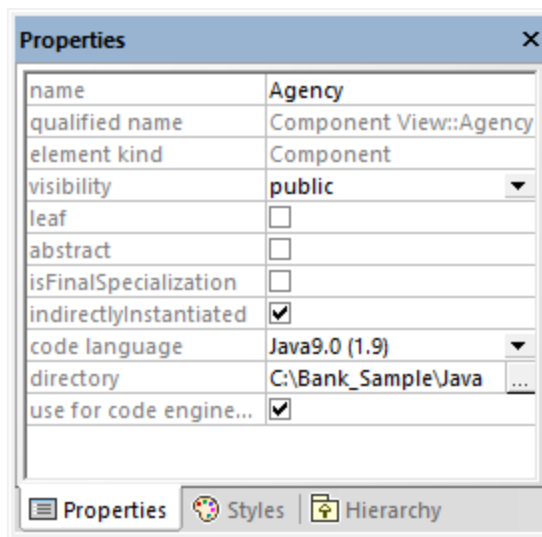 Properties
name Agency
qualified name Component View::Agency
element kind Component
visibility public
leaf
abstract
isFinalSpecialization
indirectlyInstantiated
code language Java9.0 (1.9)
directory C:\Bank_Sample\Java ...
use for code engine...
Properties Styles Hierarchy